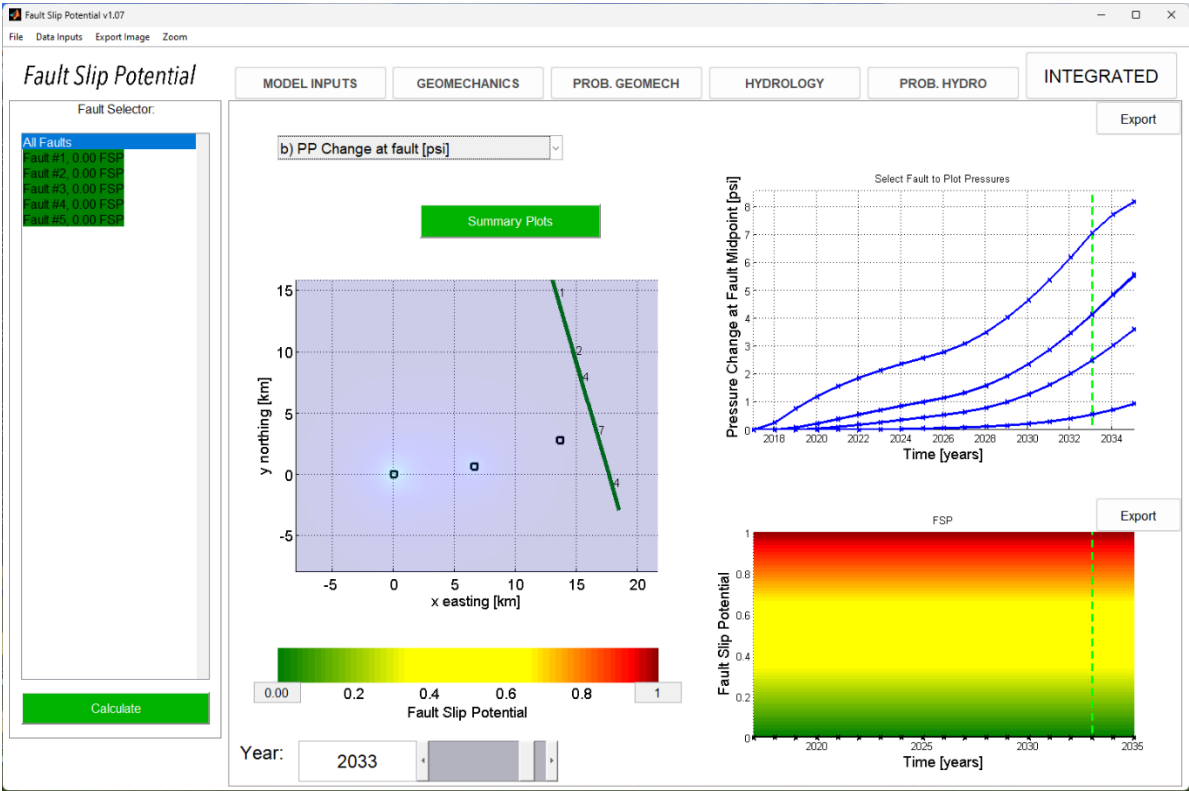 Fault Slip Potential v1.07
File Data Inputs Export Image Zoom
Fault Slip Potential
MODEL INPUTS
GEOMECHANICS
PROB. GEOMECH
HYDROLOGY
PROB. HYDRO
INTEGRATED
Fault Selector:
All Faults
Fault #1, 0.00 FSP
Fault #2, 0.00 FSP
Fault #3, 0.00 FSP
Fault #4, 0.00 FSP
Fault #5, 0.00 FSP
Calculate
Export
b) PP Change at fault [psi]
Summary Plots
15
10
5
0
-5
y northing [km]
1
2
4
7
4
-5 0 5 10 15 20
x easting [km]
0.00 0.2 0.4 0.6 0.8 1
Fault Slip Potential
Year: 2033
Select Fault to Plot Pressures
Pressure Change at Fault Midpoint [psi]
8
7
6
5
4
3
2
1
0
2018 2020 2022 2024 2026 2028 2030 2032 2034
Time [years]
Export
FSP
Fault Slip Potential
1
0.8
0.6
0.4
0.2
0
2020 2025 2030 2035
Time [years]